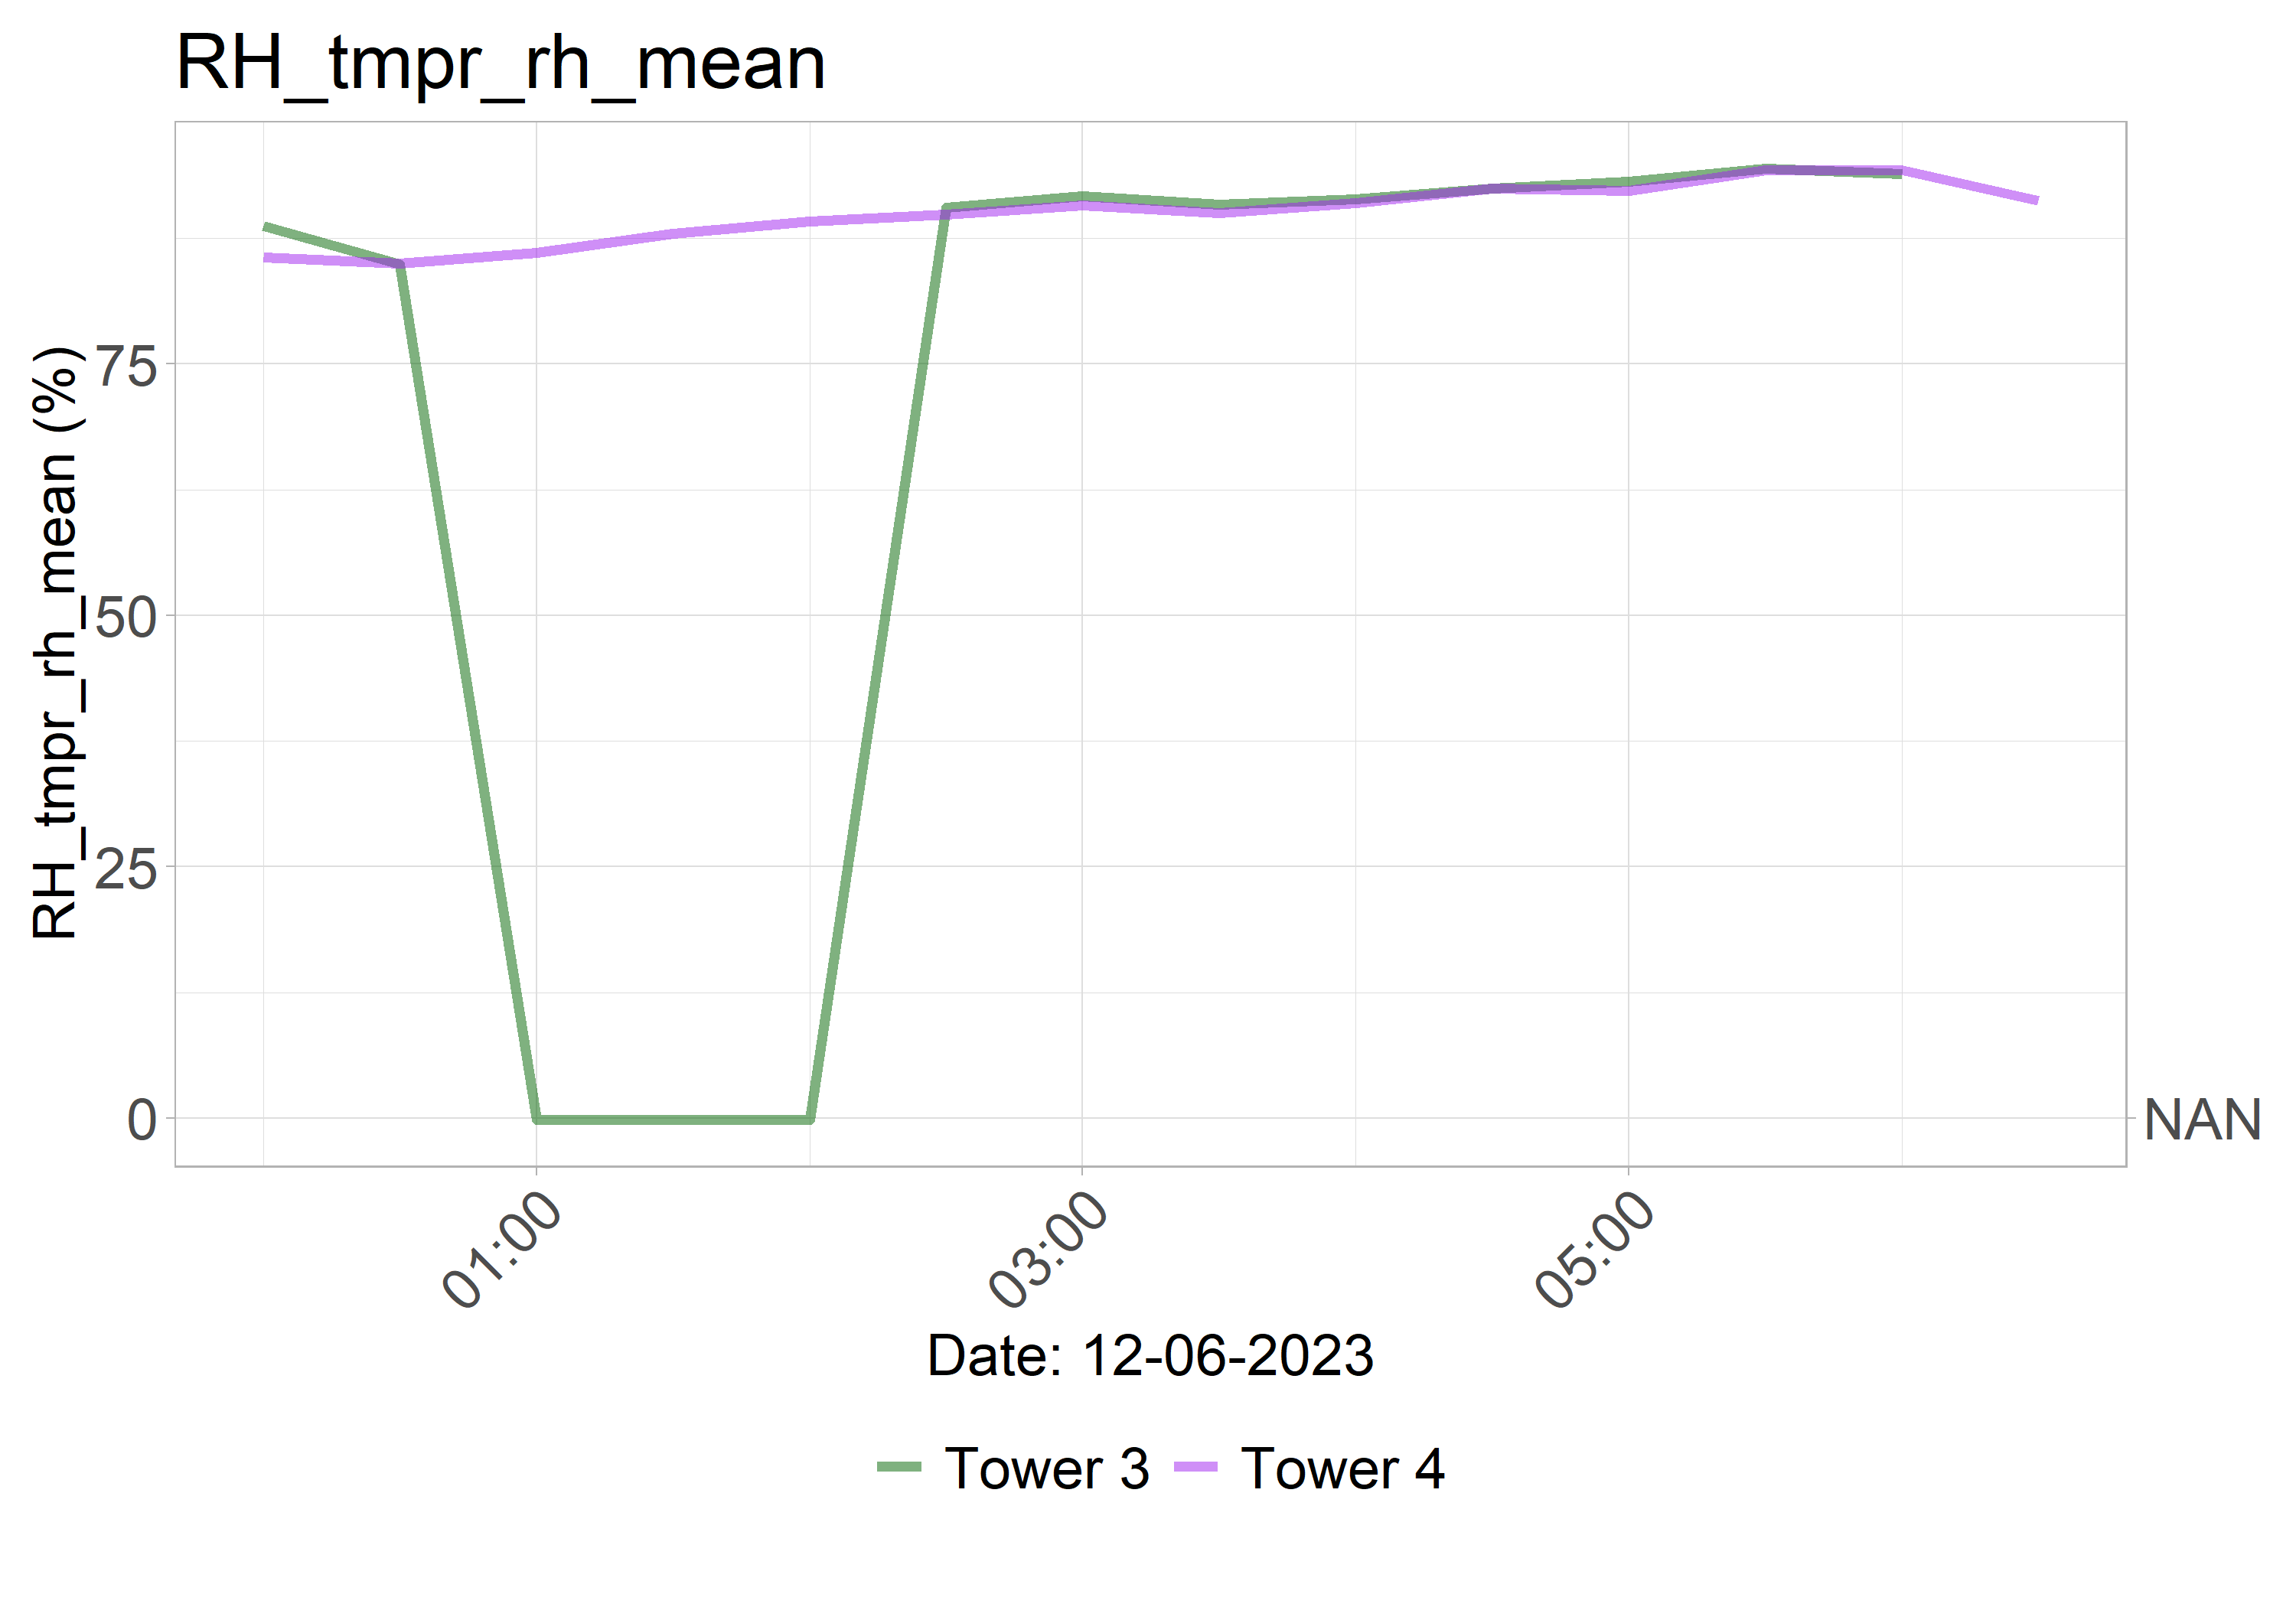 RH_tmpr_rh_mean
RH_tmpr_rh_mean (%)
75
50
25
0
NAN
01:00
03:00
05:00
Date: 12-06-2023
Tower 3
Tower 4